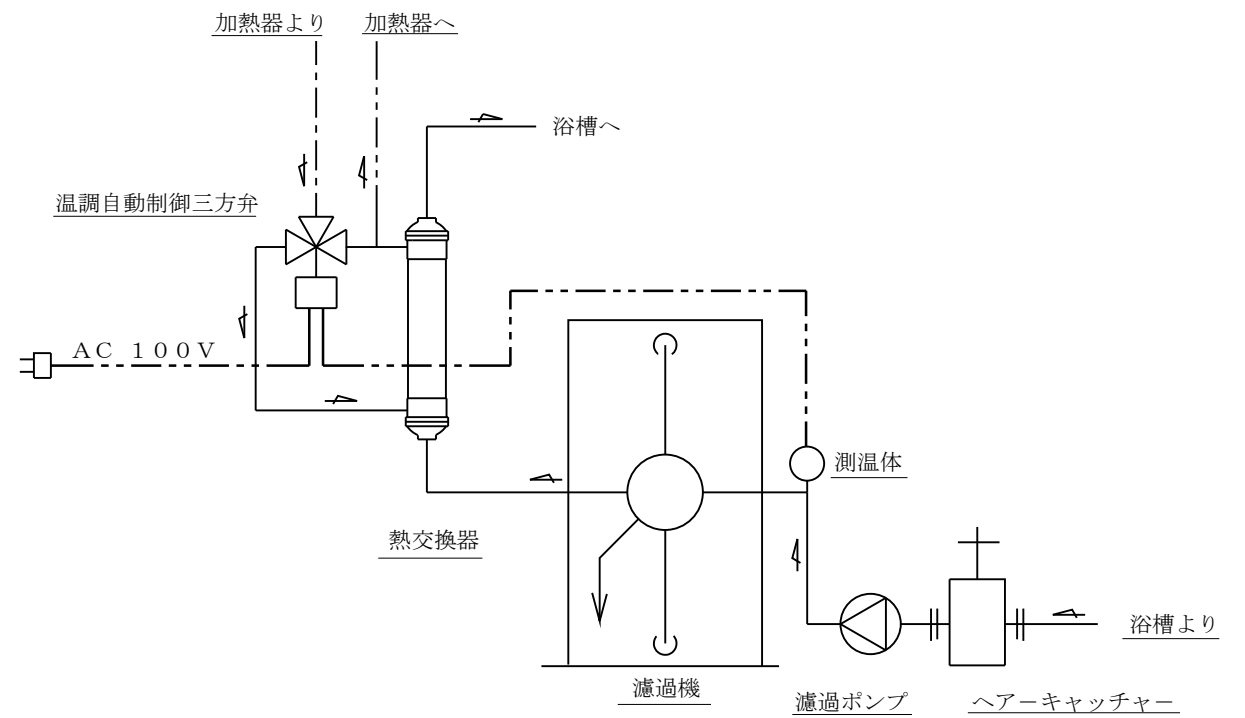 加熱器より
加熱器へ
浴槽へ
温調自動制御三方弁
ＡＣ １００Ｖ
測温体
熱交換器
浴槽より
濾過機
濾過ポンプ
ヘアーキャッチャー